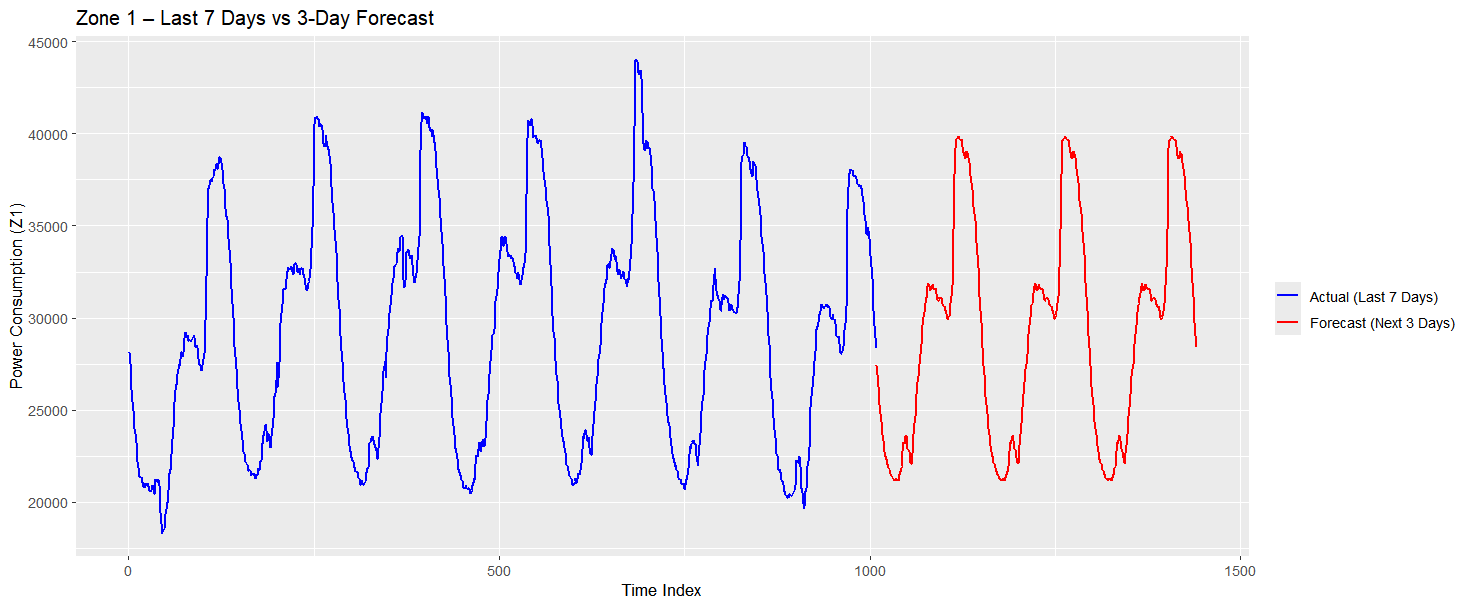 Zone 1 – Last 7 Days vs 3-Day Forecast
Power Consumption (Z1)
45000
40000
35000
30000
25000
20000
0
500
1000
1500
Time Index
Actual (Last 7 Days)
Forecast (Next 3 Days)